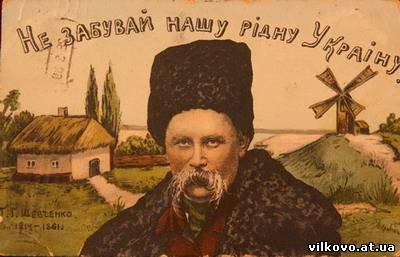 Не забувай нашу рідну Україну.
Т. Г. Шевченко
1814–1861.
vilkovo.at.ua